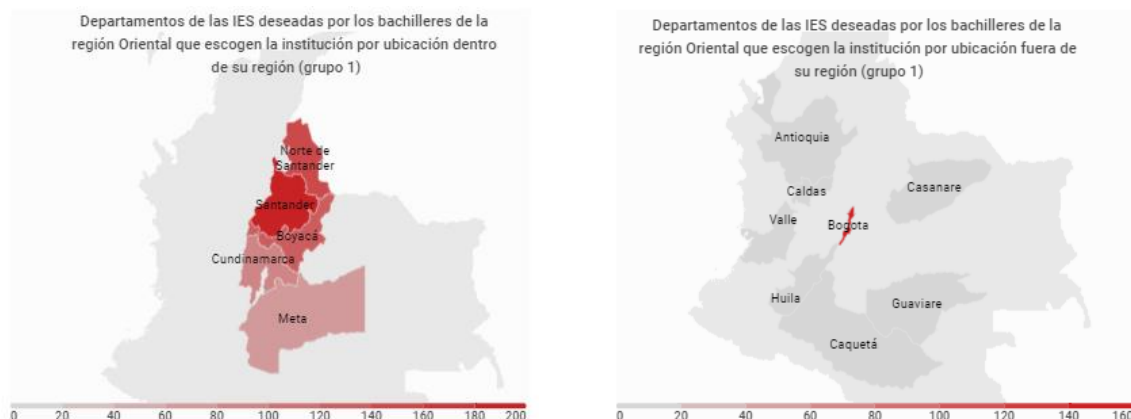 Departamentos de las IES deseadas por los bachilleres de la
región Oriental que escogen la institución por ubicación dentro
de su región (grupo 1)
Norte de
Santander
Santander
Boyacá
Cundinamarca
Meta
0 20 40 60 80 100 120 140 160 180 200
Departamentos de las IES deseadas por los bachilleres de la
región Oriental que escogen la institución por ubicación fuera de
su región (grupo 1)
Antioquia
Caldas
Casanare
Valle
Bogota
Huila
Guaviare
Caquetá
0 20 40 60 80 100 120 140 160